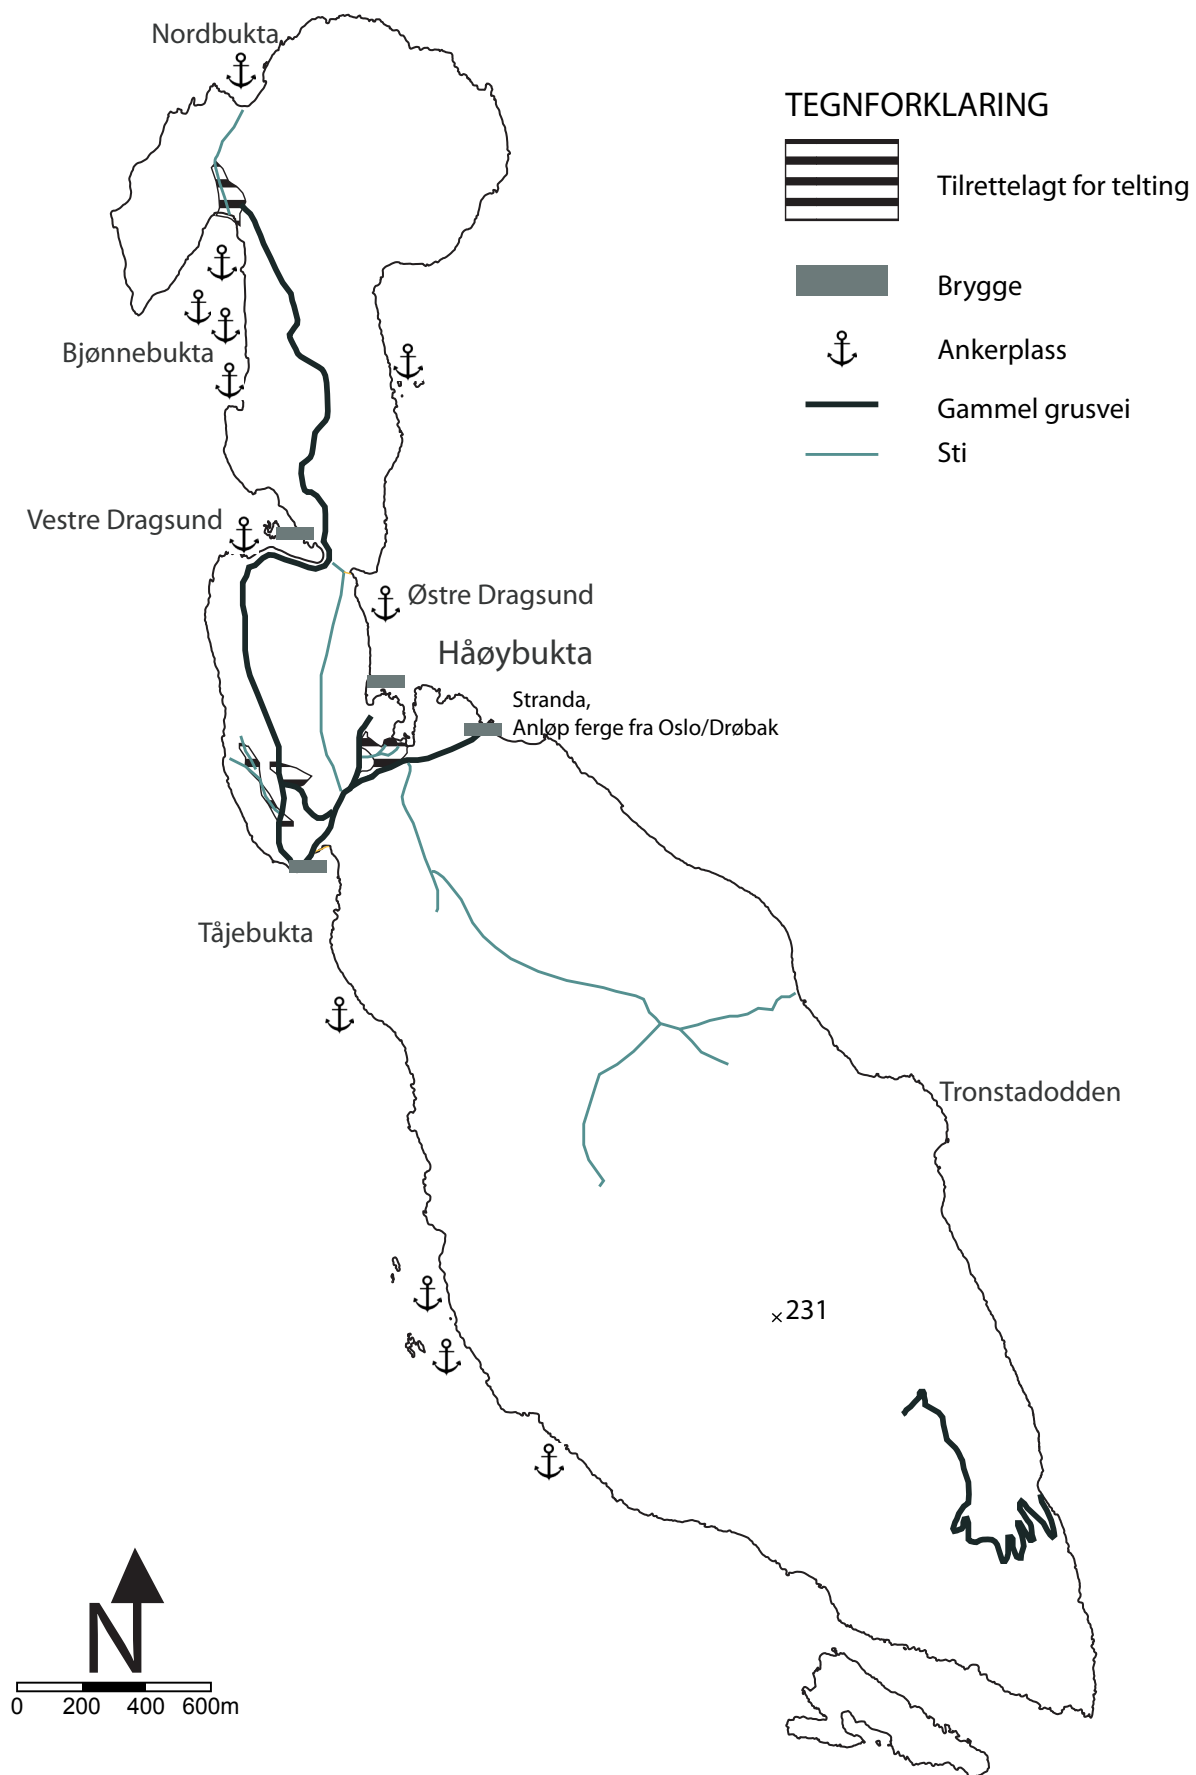 Nordbukta
TEGNFORKLARING
Tilrettelagt for telting
Brygge
Ankerplass
Gammel grusvei
Sti
Bjønnebukta
Vestre Dragsund
Østre Dragsund
Håøybukta
Stranda,
Anløp ferge fra Oslo/Drøbak
Tåjebukta
Tronstadodden
×231
N
0 200 400 600m